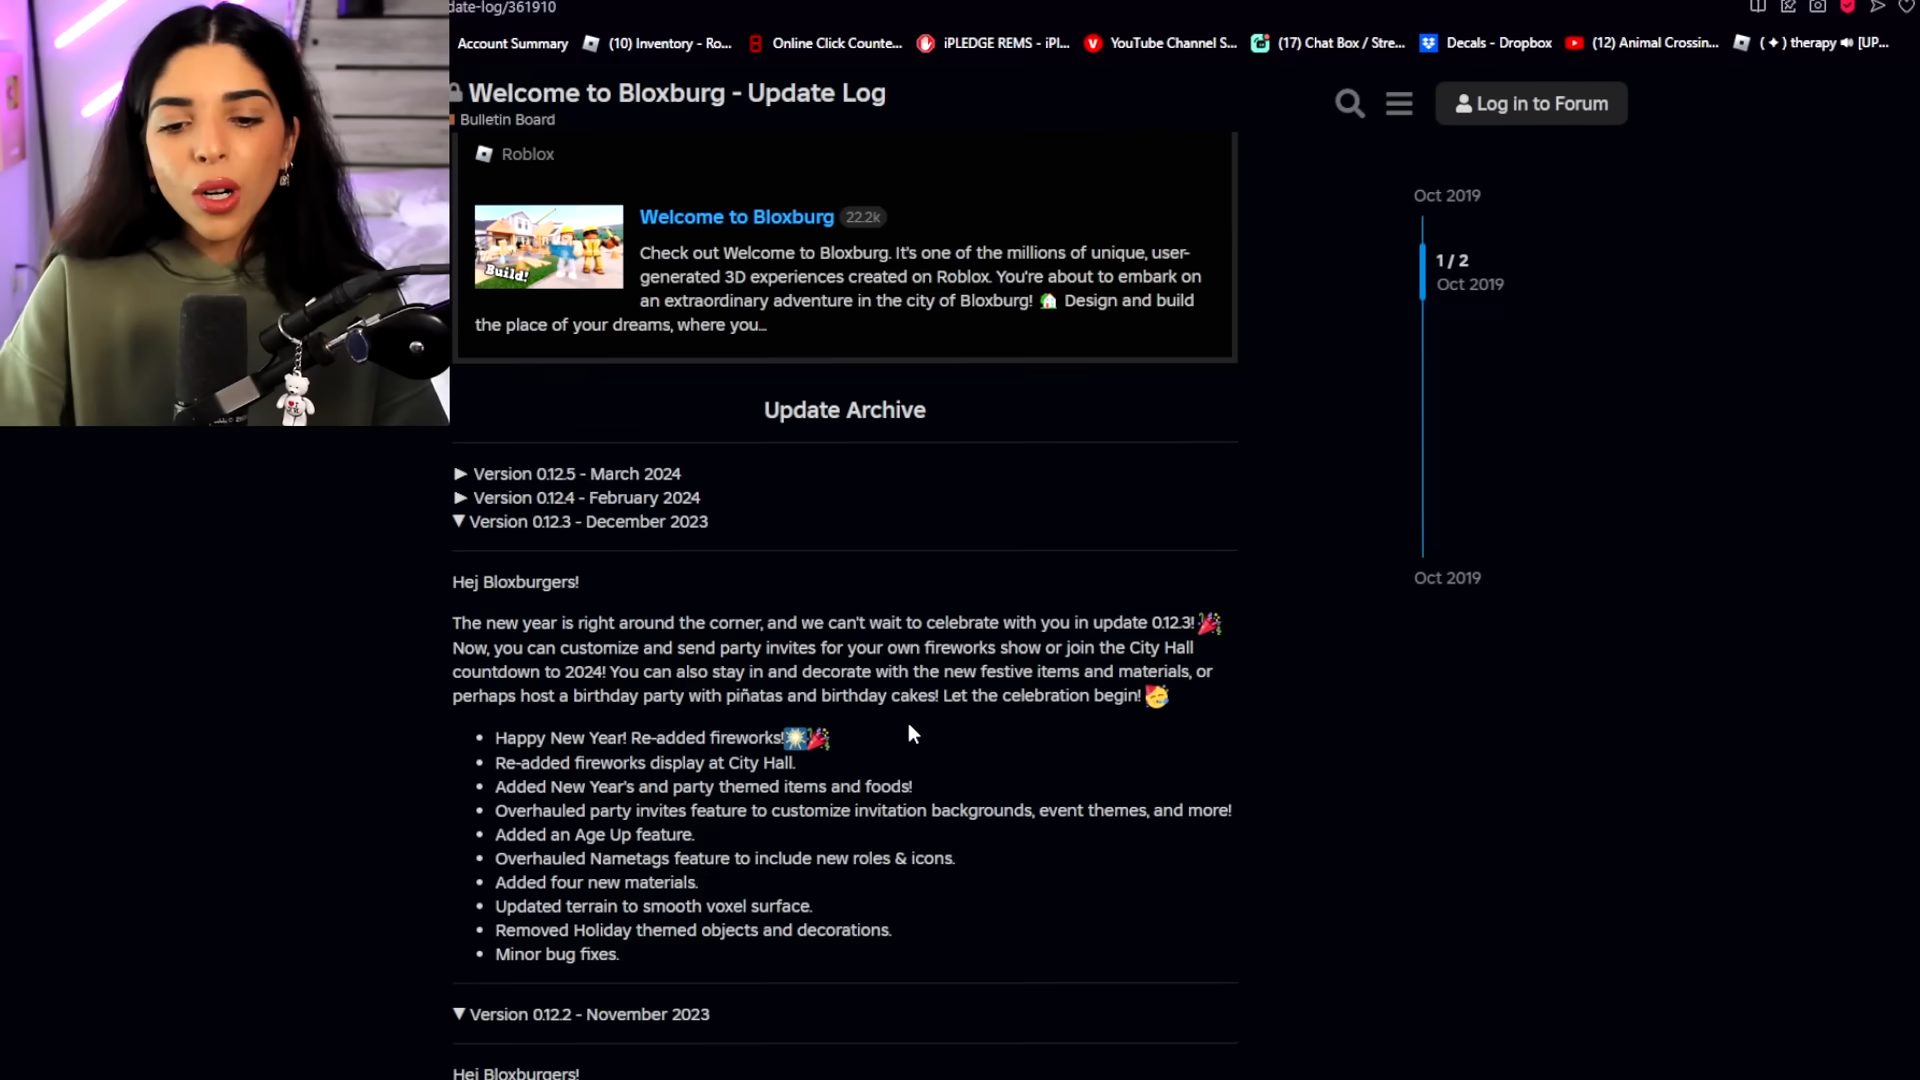 date-log/361910
Account Summary
(10) Inventory - Ro...
Online Click Counte...
iPLEDGE REMS - iPl...
YouTube Channel S...
(17) Chat Box / Stre...
Decals - Dropbox
(12) Animal Crossin...
( ✦ ) therapy 🔊 [UP...
Welcome to Bloxburg - Update Log
Bulletin Board
Log in to Forum
Roblox
Welcome to Bloxburg 22.2k
Build!
Check out Welcome to Bloxburg. It's one of the millions of unique, user-
generated 3D experiences created on Roblox. You're about to embark on
an extraordinary adventure in the city of Bloxburg! 🏠 Design and build
the place of your dreams, where you...
Oct 2019
1 / 2
Oct 2019
Oct 2019
Update Archive
▶ Version 0.12.5 - March 2024
▶ Version 0.12.4 - February 2024
▼ Version 0.12.3 - December 2023
Hej Bloxburgers!
The new year is right around the corner, and we can't wait to celebrate with you in update 0.12.3! 🎉
Now, you can customize and send party invites for your own fireworks show or join the City Hall
countdown to 2024! You can also stay in and decorate with the new festive items and materials, or
perhaps host a birthday party with piñatas and birthday cakes! Let the celebration begin! 🥳
• Happy New Year! Re-added fireworks!🎆🎉
• Re-added fireworks display at City Hall.
• Added New Year's and party themed items and foods!
• Overhauled party invites feature to customize invitation backgrounds, event themes, and more!
• Added an Age Up feature.
• Overhauled Nametags feature to include new roles & icons.
• Added four new materials.
• Updated terrain to smooth voxel surface.
• Removed Holiday themed objects and decorations.
• Minor bug fixes.
▼ Version 0.12.2 - November 2023
Hej Bloxburgers!